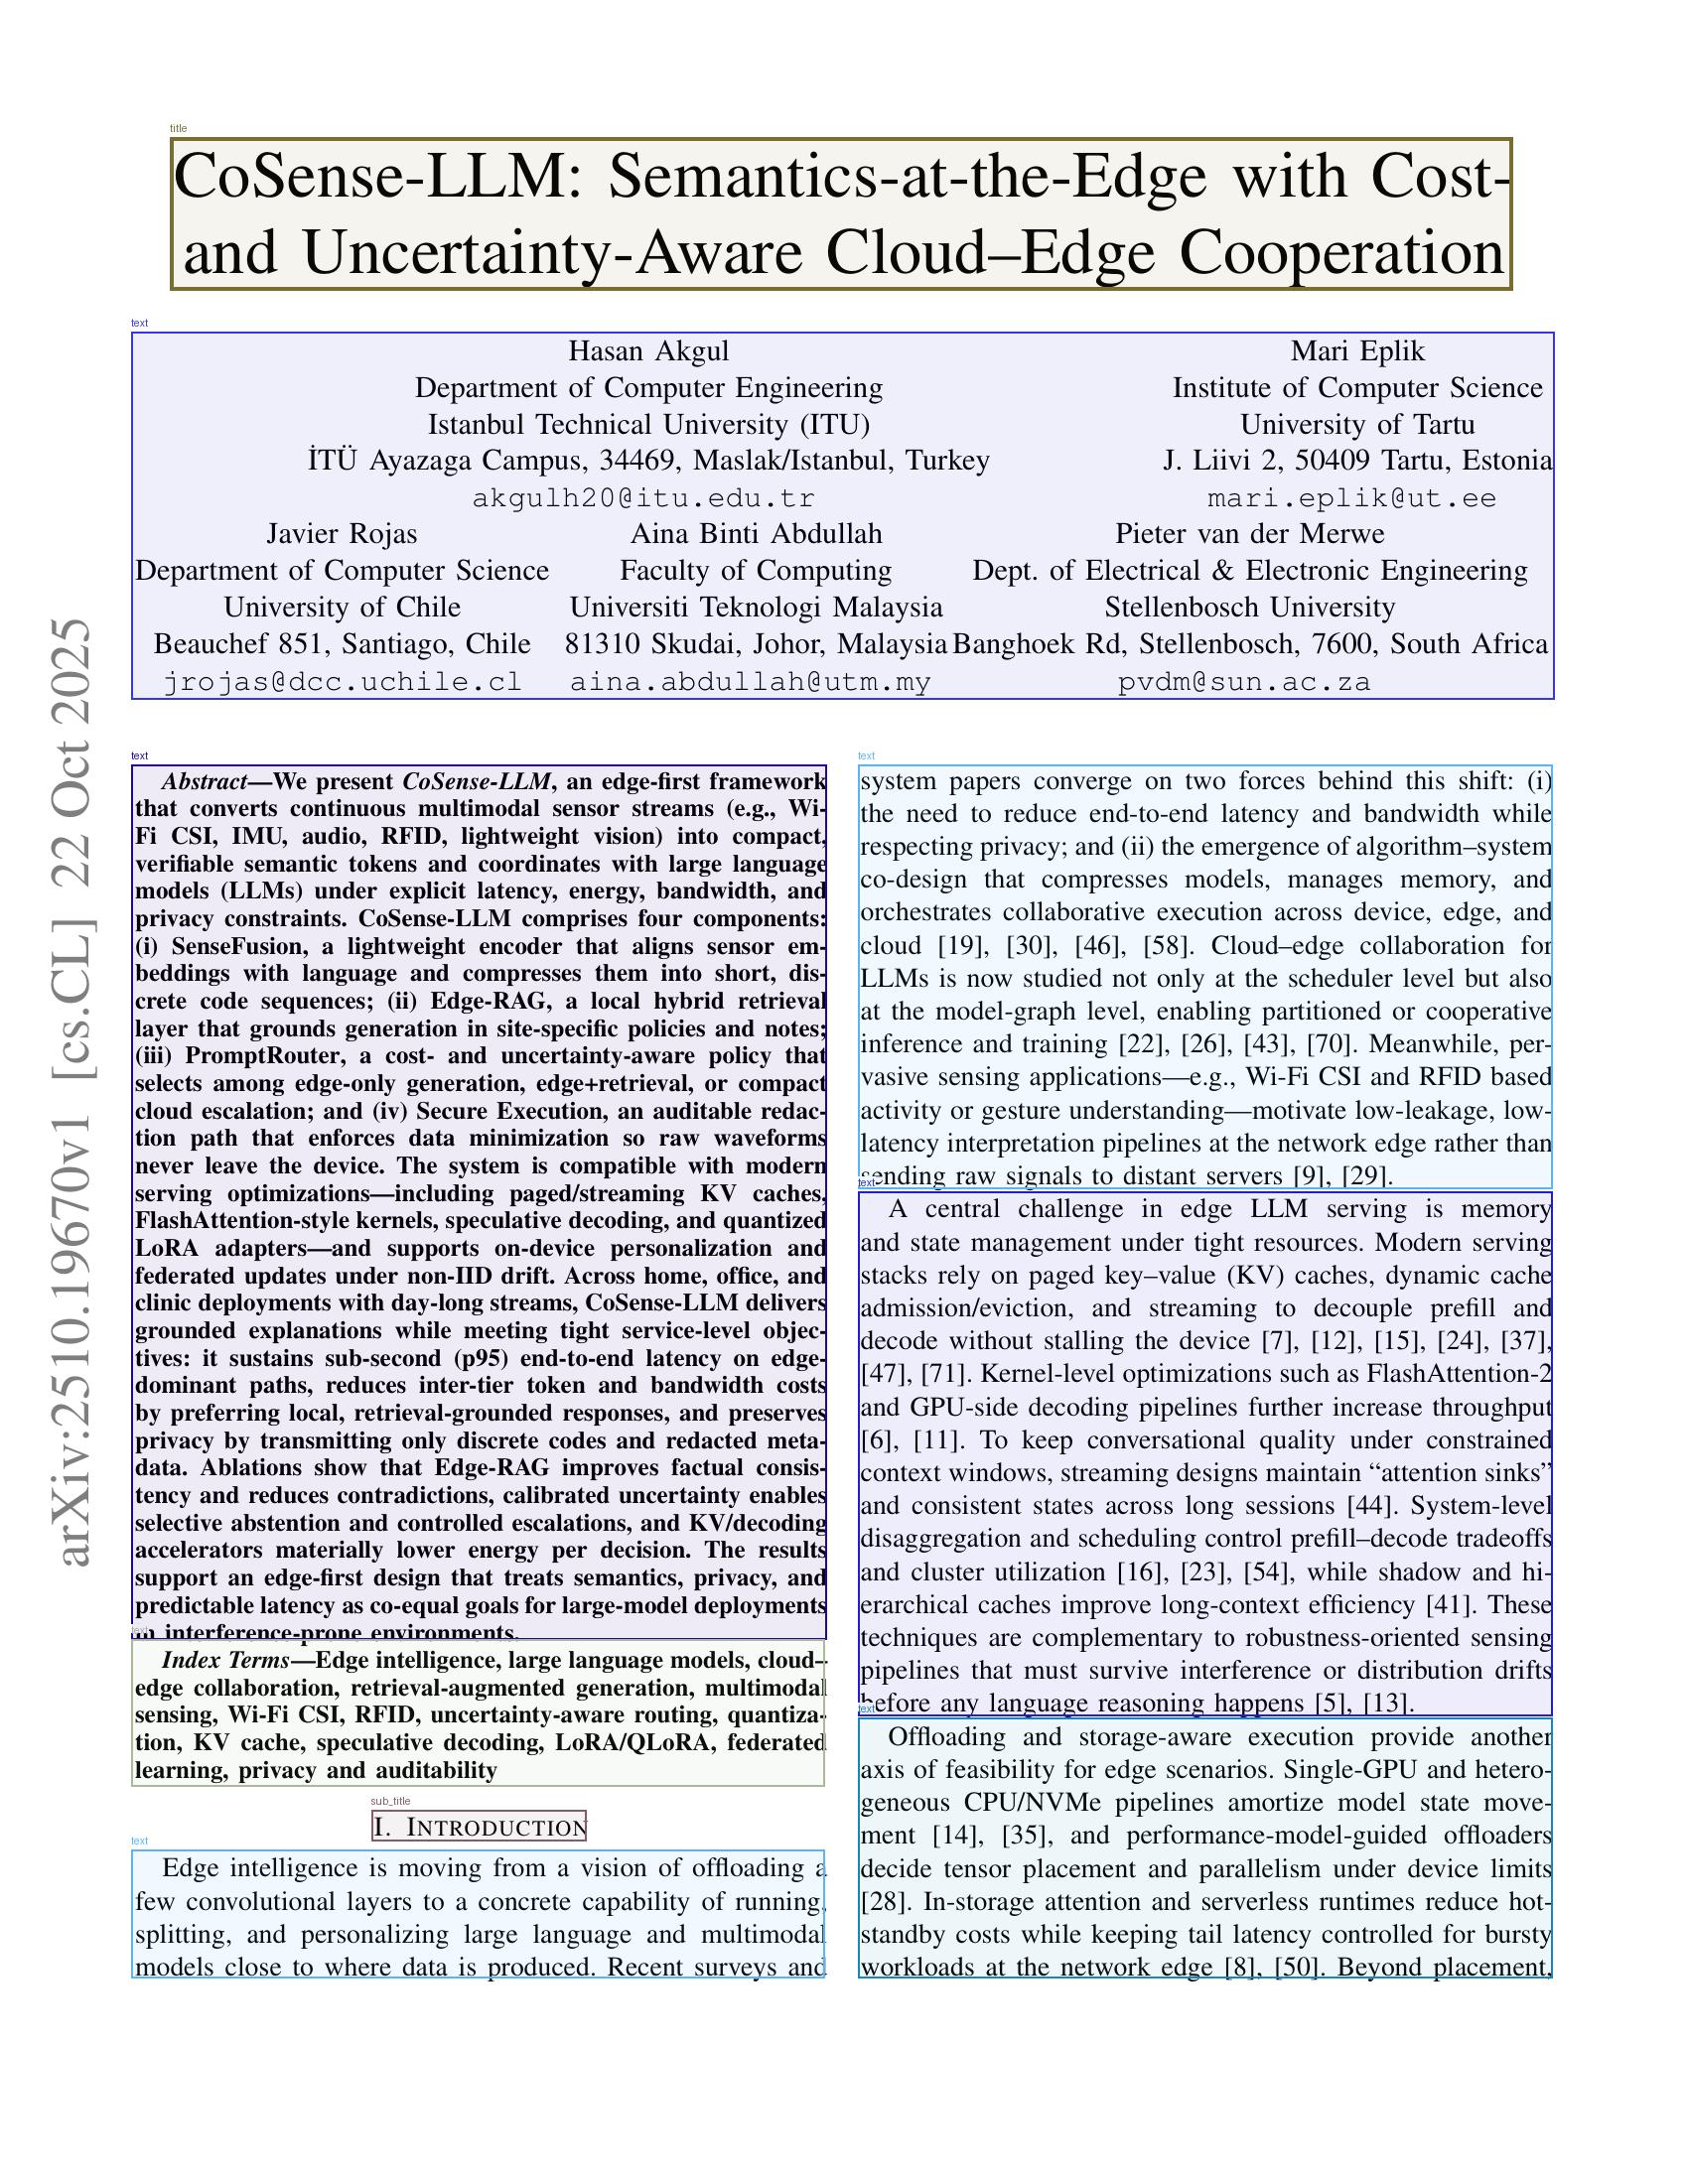 title
CoSense-LLM: Semantics-at-the-Edge with Cost-
and Uncertainty-Aware Cloud–Edge Cooperation
text
Hasan Akgul
Department of Computer Engineering
Istanbul Technical University (ITU)
İTÜ Ayazaga Campus, 34469, Maslak/Istanbul, Turkey
akgulh20@itu.edu.tr
Mari Eplik
Institute of Computer Science
University of Tartu
J. Liivi 2, 50409 Tartu, Estonia
mari.eplik@ut.ee
Javier Rojas
Department of Computer Science
University of Chile
Beauchef 851, Santiago, Chile
jrojas@dcc.uchile.cl
Aina Binti Abdullah
Faculty of Computing
Universiti Teknologi Malaysia
81310 Skudai, Johor, Malaysia
aina.abdullah@utm.my
Pieter van der Merwe
Dept. of Electrical & Electronic Engineering
Stellenbosch University
Banghoek Rd, Stellenbosch, 7600, South Africa
pvdm@sun.ac.za
arXiv:2510.19670v1 [cs.CL] 22 Oct 2025
text
Abstract—We present CoSense-LLM, an edge-first framework
that converts continuous multimodal sensor streams (e.g., Wi-
Fi CSI, IMU, audio, RFID, lightweight vision) into compact,
verifiable semantic tokens and coordinates with large language
models (LLMs) under explicit latency, energy, bandwidth, and
privacy constraints. CoSense-LLM comprises four components:
(i) SenseFusion, a lightweight encoder that aligns sensor em-
beddings with language and compresses them into short, dis-
crete code sequences; (ii) Edge-RAG, a local hybrid retrieval
layer that grounds generation in site-specific policies and notes;
(iii) PromptRouter, a cost- and uncertainty-aware policy that
selects among edge-only generation, edge+retrieval, or compact
cloud escalation; and (iv) Secure Execution, an auditable redac-
tion path that enforces data minimization so raw waveforms
never leave the device. The system is compatible with modern
serving optimizations—including paged/streaming KV caches,
FlashAttention-style kernels, speculative decoding, and quantized
LoRA adapters—and supports on-device personalization and
federated updates under non-IID drift. Across home, office, and
clinic deployments with day-long streams, CoSense-LLM delivers
grounded explanations while meeting tight service-level objec-
tives: it sustains sub-second (p95) end-to-end latency on edge-
dominant paths, reduces inter-tier token and bandwidth costs
by preferring local, retrieval-grounded responses, and preserves
privacy by transmitting only discrete codes and redacted meta-
data. Ablations show that Edge-RAG improves factual consis-
tency and reduces contradictions, calibrated uncertainty enables
selective abstention and controlled escalations, and KV/decoding
accelerators materially lower energy per decision. The results
support an edge-first design that treats semantics, privacy, and
predictable latency as co-equal goals for large-model deployments
in interference-prone environments.
text
Index Terms—Edge intelligence, large language models, cloud–
edge collaboration, retrieval-augmented generation, multimodal
sensing, Wi-Fi CSI, RFID, uncertainty-aware routing, quantiza-
tion, KV cache, speculative decoding, LoRA/QLoRA, federated
learning, privacy and auditability
sub_title
I. INTRODUCTION
text
Edge intelligence is moving from a vision of offloading a
few convolutional layers to a concrete capability of running,
splitting, and personalizing large language and multimodal
models close to where data is produced. Recent surveys and
text
system papers converge on two forces behind this shift: (i)
the need to reduce end-to-end latency and bandwidth while
respecting privacy; and (ii) the emergence of algorithm–system
co-design that compresses models, manages memory, and
orchestrates collaborative execution across device, edge, and
cloud [19], [30], [46], [58]. Cloud–edge collaboration for
LLMs is now studied not only at the scheduler level but also
at the model-graph level, enabling partitioned or cooperative
inference and training [22], [26], [43], [70]. Meanwhile, per-
vasive sensing applications—e.g., Wi-Fi CSI and RFID based
activity or gesture understanding—motivate low-leakage, low-
latency interpretation pipelines at the network edge rather than
sending raw signals to distant servers [9], [29].
text
A central challenge in edge LLM serving is memory
and state management under tight resources. Modern serving
stacks rely on paged key–value (KV) caches, dynamic cache
admission/eviction, and streaming to decouple prefill and
decode without stalling the device [7], [12], [15], [24], [37],
[47], [71]. Kernel-level optimizations such as FlashAttention-2
and GPU-side decoding pipelines further increase throughput
[6], [11]. To keep conversational quality under constrained
context windows, streaming designs maintain “attention sinks”
and consistent states across long sessions [44]. System-level
disaggregation and scheduling control prefill–decode tradeoffs
and cluster utilization [16], [23], [54], while shadow and hi-
erarchical caches improve long-context efficiency [41]. These
techniques are complementary to robustness-oriented sensing
pipelines that must survive interference or distribution drifts
before any language reasoning happens [5], [13].
text
Offloading and storage-aware execution provide another
axis of feasibility for edge scenarios. Single-GPU and hetero-
geneous CPU/NVMe pipelines amortize model state move-
ment [14], [35], and performance-model-guided offloaders
decide tensor placement and parallelism under device limits
[28]. In-storage attention and serverless runtimes reduce hot-
standby costs while keeping tail latency controlled for bursty
workloads at the network edge [8], [50]. Beyond placement,